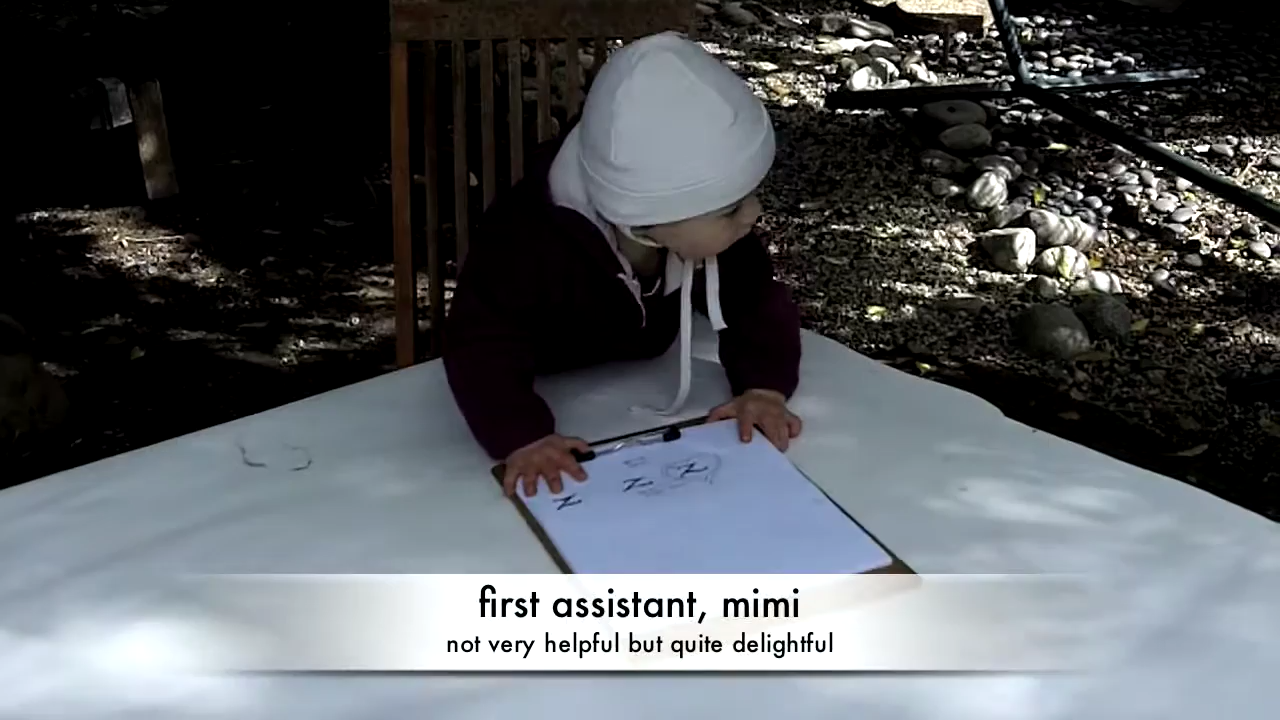 first assistant, mimi
not very helpful but quite delightful
N N N